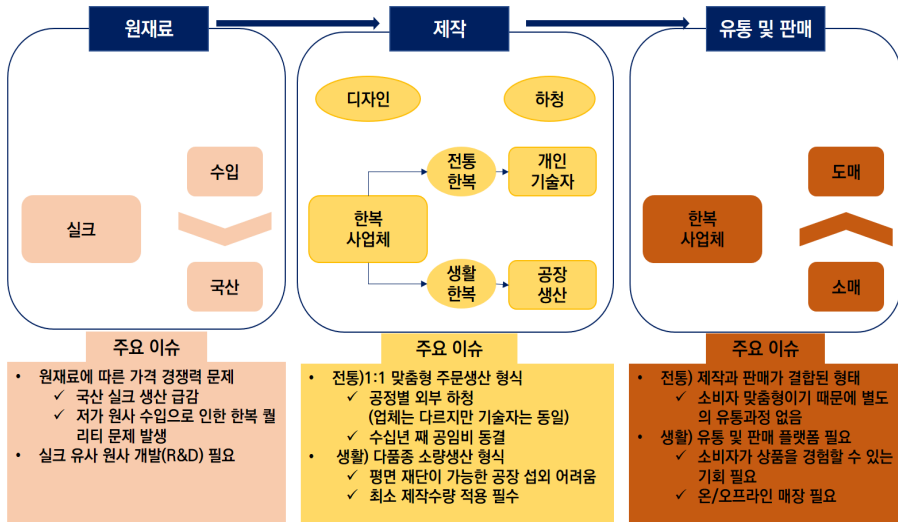 원재료
제작
유통 및 판매
실크
수입
국산
디자인
하청
한복
사업체
전통
한복
개인
기술자
생활
한복
공장
생산
한복
사업체
도매
소매
주요 이슈
• 원재료에 따른 가격 경쟁력 문제
✓ 국산 실크 생산 급감
✓ 저가 원사 수입으로 인한 한복 퀄
리티 문제 발생
• 실크 유사 원사 개발(R&D) 필요
주요 이슈
• 전통)1:1 맞춤형 주문생산 형식
✓ 공정별 외부 하청
(업체는 다르지만 기술자는 동일)
✓ 수십년 째 공임비 동결
• 생활) 다품종 소량생산 형식
✓ 평면 재단이 가능한 공장 섭외 어려움
✓ 최소 제작수량 적용 필수
주요 이슈
• 전통) 제작과 판매가 결합된 형태
✓ 소비자 맞춤형이기 때문에 별도
의 유통과정 없음
• 생활) 유통 및 판매 플랫폼 필요
✓ 소비자가 상품을 경험할 수 있는
기회 필요
✓ 온/오프라인 매장 필요